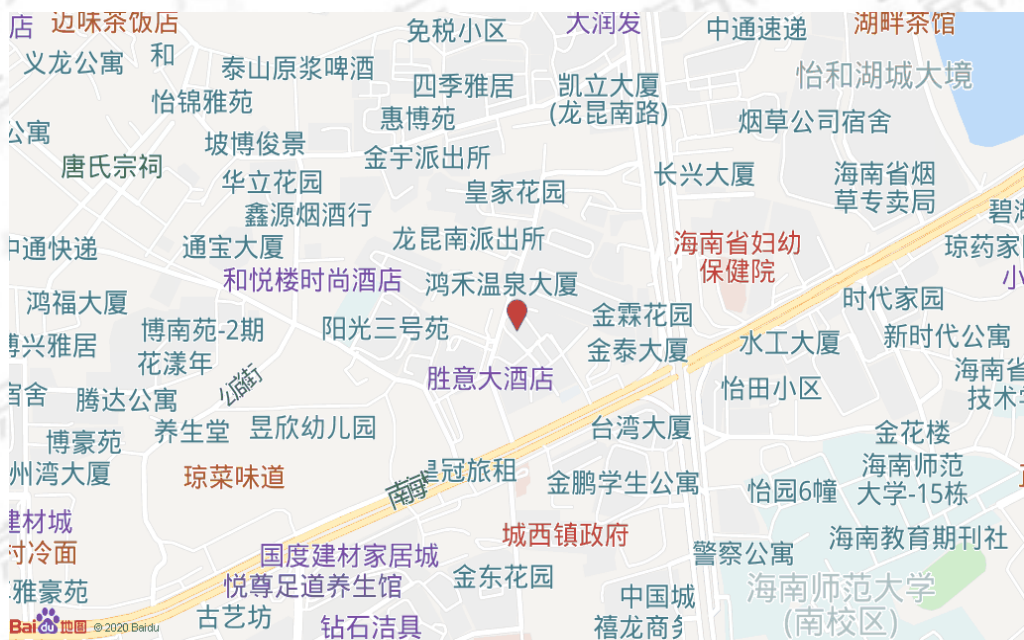 店
边味茶饭店
免税小区
大润发
中通速递
湖畔茶馆
义龙公寓
和
泰山原浆啤酒
四季雅居
凯立大厦
(龙昆南路)
怡和湖城大境
怡锦雅苑
惠博苑
烟草公司宿舍
公寓
坡博俊景
金宇派出所
唐氏宗祠
华立花园
皇家花园
长兴大厦
海南省烟
草专卖局
鑫源烟酒行
碧湖
中通快递
通宝大厦
龙昆南派出所
海南省妇幼
保健院
琼药家园
和悦楼时尚酒店
鸿禾温泉大厦
小
鸿福大厦
时代家园
博南苑-2期
阳光三号苑
金霖花园
博兴雅居
花漾年
金泰大厦
水工大厦
新时代公寓
胜意大酒店
海南省
技术学
宿舍
腾达公寓
怡田小区
博豪苑
养生堂
昱欣幼儿园
台湾大厦
金花楼
州湾大厦
琼菜味道
皇冠旅租
金鹏学生公寓
怡园6幢
海南师范
大学-15栋
建材城
城西镇政府
海南教育期刊社
村冷面
国度建材家居城
警察公寓
雅豪苑
悦尊足道养生馆
金东花园
中国城
海南师范大学
(南校区)
古艺坊
钻石洁具
禧龙商务
Baidu地图 © 2020 Baidu